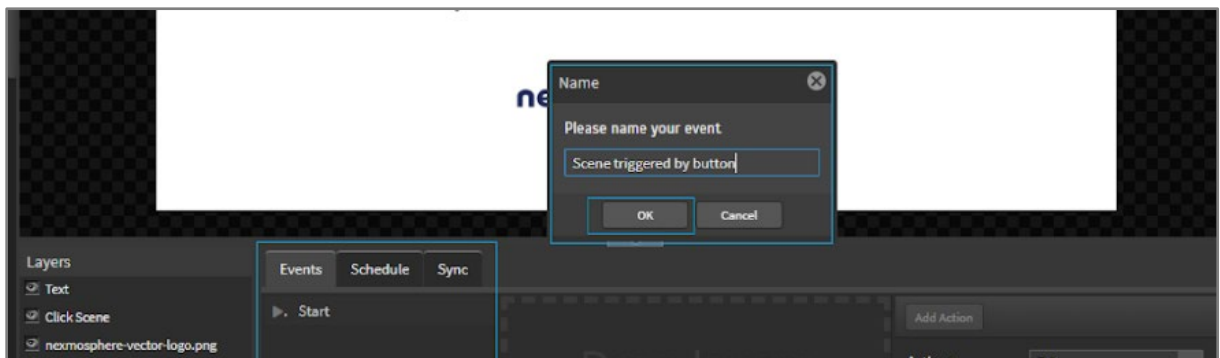 ne
Name
Please name your event
Scene triggered by button
OK
Cancel
Layers
Text
Click Scene
nexmosphere-vector-logo.png
Events
Schedule
Sync
Start
Add Action